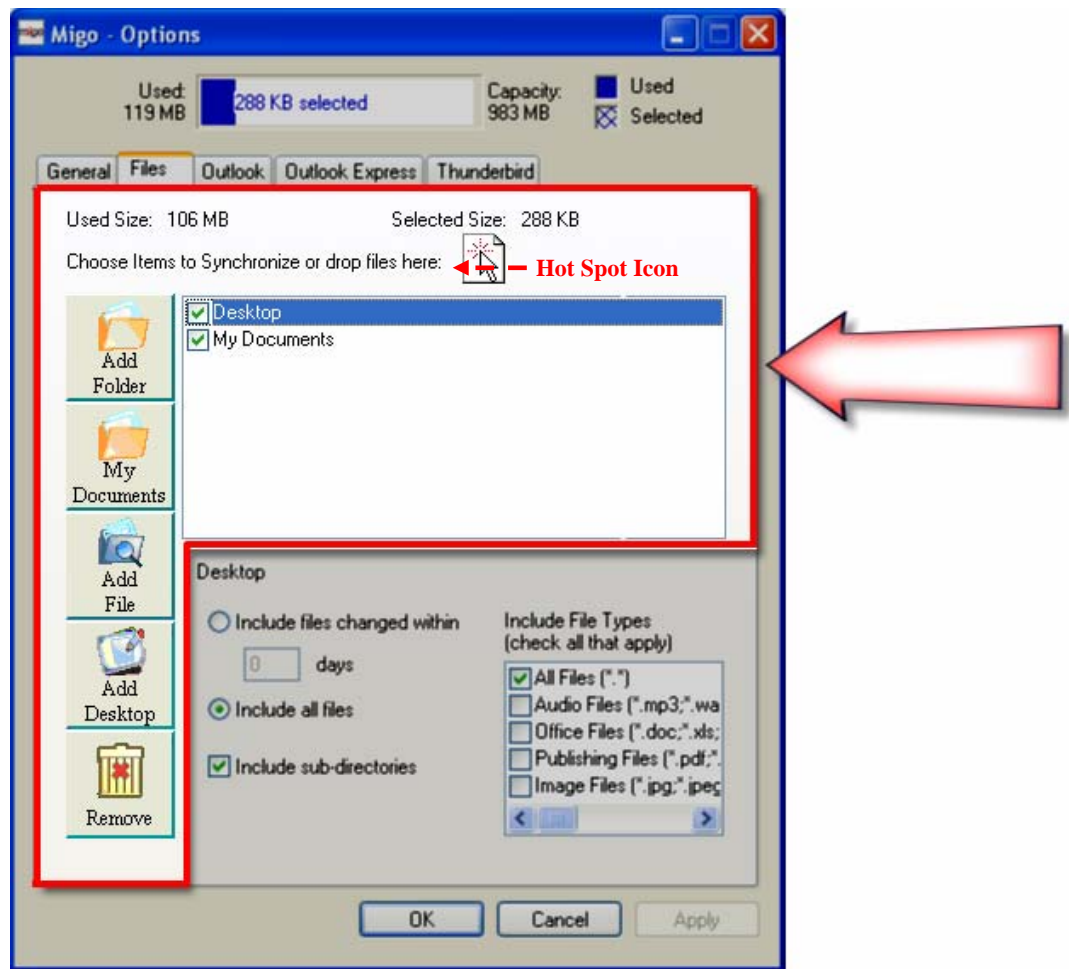 Migo - Options
Used: 119 MB
288 KB selected
Capacity: 983 MB
Used
Selected
General Files Outlook Outlook Express Thunderbird
Used Size: 106 MB Selected Size: 288 KB
Choose Items to Synchronize or drop files here: Hot Spot Icon
Add Folder
My Documents
Add File
Add Desktop
Remove
Desktop
My Documents
Desktop
Include files changed within
0 days
Include all files
Include sub-directories
Include File Types
(check all that apply)
All Files (*.*)
Audio Files (*.mp3;*.wa
Office Files (*.doc;*.xls;
Publishing Files (*.pdf;*.
Image Files (*.jpg;*.jpeg
OK Cancel Apply